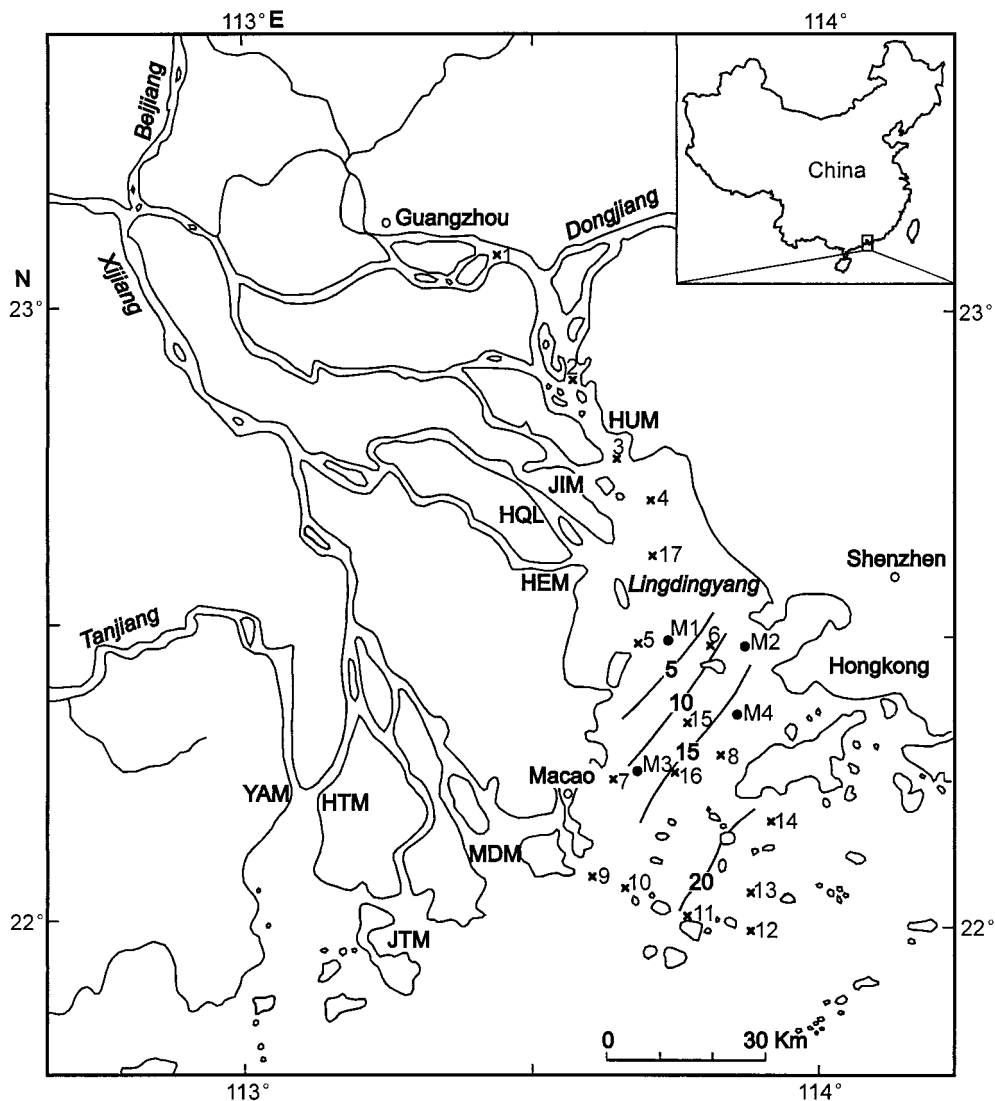 113° E
114°
Beijiang
China
Guangzhou
Dongjiang
1
N
Xijiang
23°
23°
2
HUM
3
JIM
4
HQL
17
Shenzhen
HEM
Lingdingyang
Tanjiang
5
M1
6
M2
Hongkong
5
10
M4
15
15
8
M3
16
Macao
7
YAM
HTM
14
MDM
9
10
20
13
11
12
22°
22°
JTM
0
30 Km
113°
114°